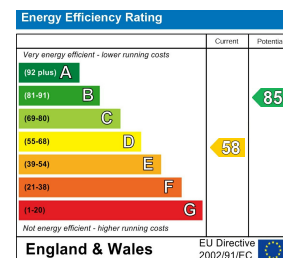 Energy Efficiency Rating
Current Potentia
Very energy efficient - lower running costs
(92 plus) A
(81-91) B
85
(69-80) C
(55-68) D
58
(39-54) E
(21-38) F
(1-20) G
Not energy efficient - higher running costs
England & Wales
EU Directive
2002/91/EC